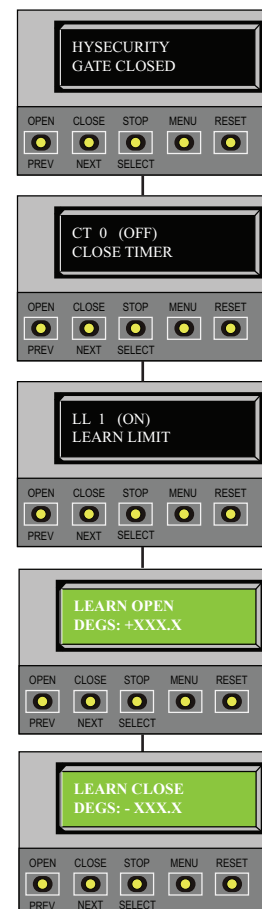 HYSECURITY
GATE CLOSED
OPEN CLOSE STOP MENU RESET
PREV NEXT SELECT
CT 0 (OFF)
CLOSE TIMER
OPEN CLOSE STOP MENU RESET
PREV NEXT SELECT
LL 1 (ON)
LEARN LIMIT
OPEN CLOSE STOP MENU RESET
PREV NEXT SELECT
LEARN OPEN
DEGS: +XXX.X
OPEN CLOSE STOP MENU RESET
PREV NEXT SELECT
LEARN CLOSE
DEGS: - XXX.X
OPEN CLOSE STOP MENU RESET
PREV NEXT SELECT